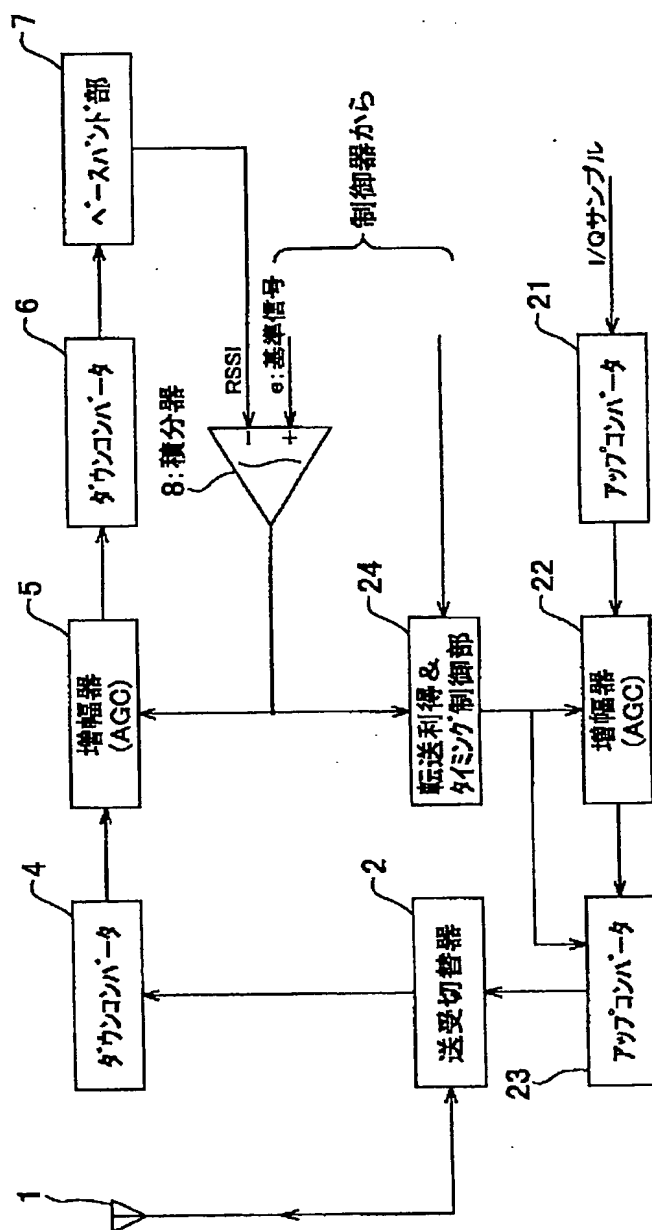 1
2
送受切替器
4
ダウンコンバータ
5
増幅器
(AGC)
6
ダウンコンバータ
7
ベースバンド部
RSSI
e:基準信号
8:積分器
−
+
制御器から
24
転送利得&
タイミング制御部
I/Qサンプル
21
アップコンバータ
22
増幅器
(AGC)
23
アップコンバータ